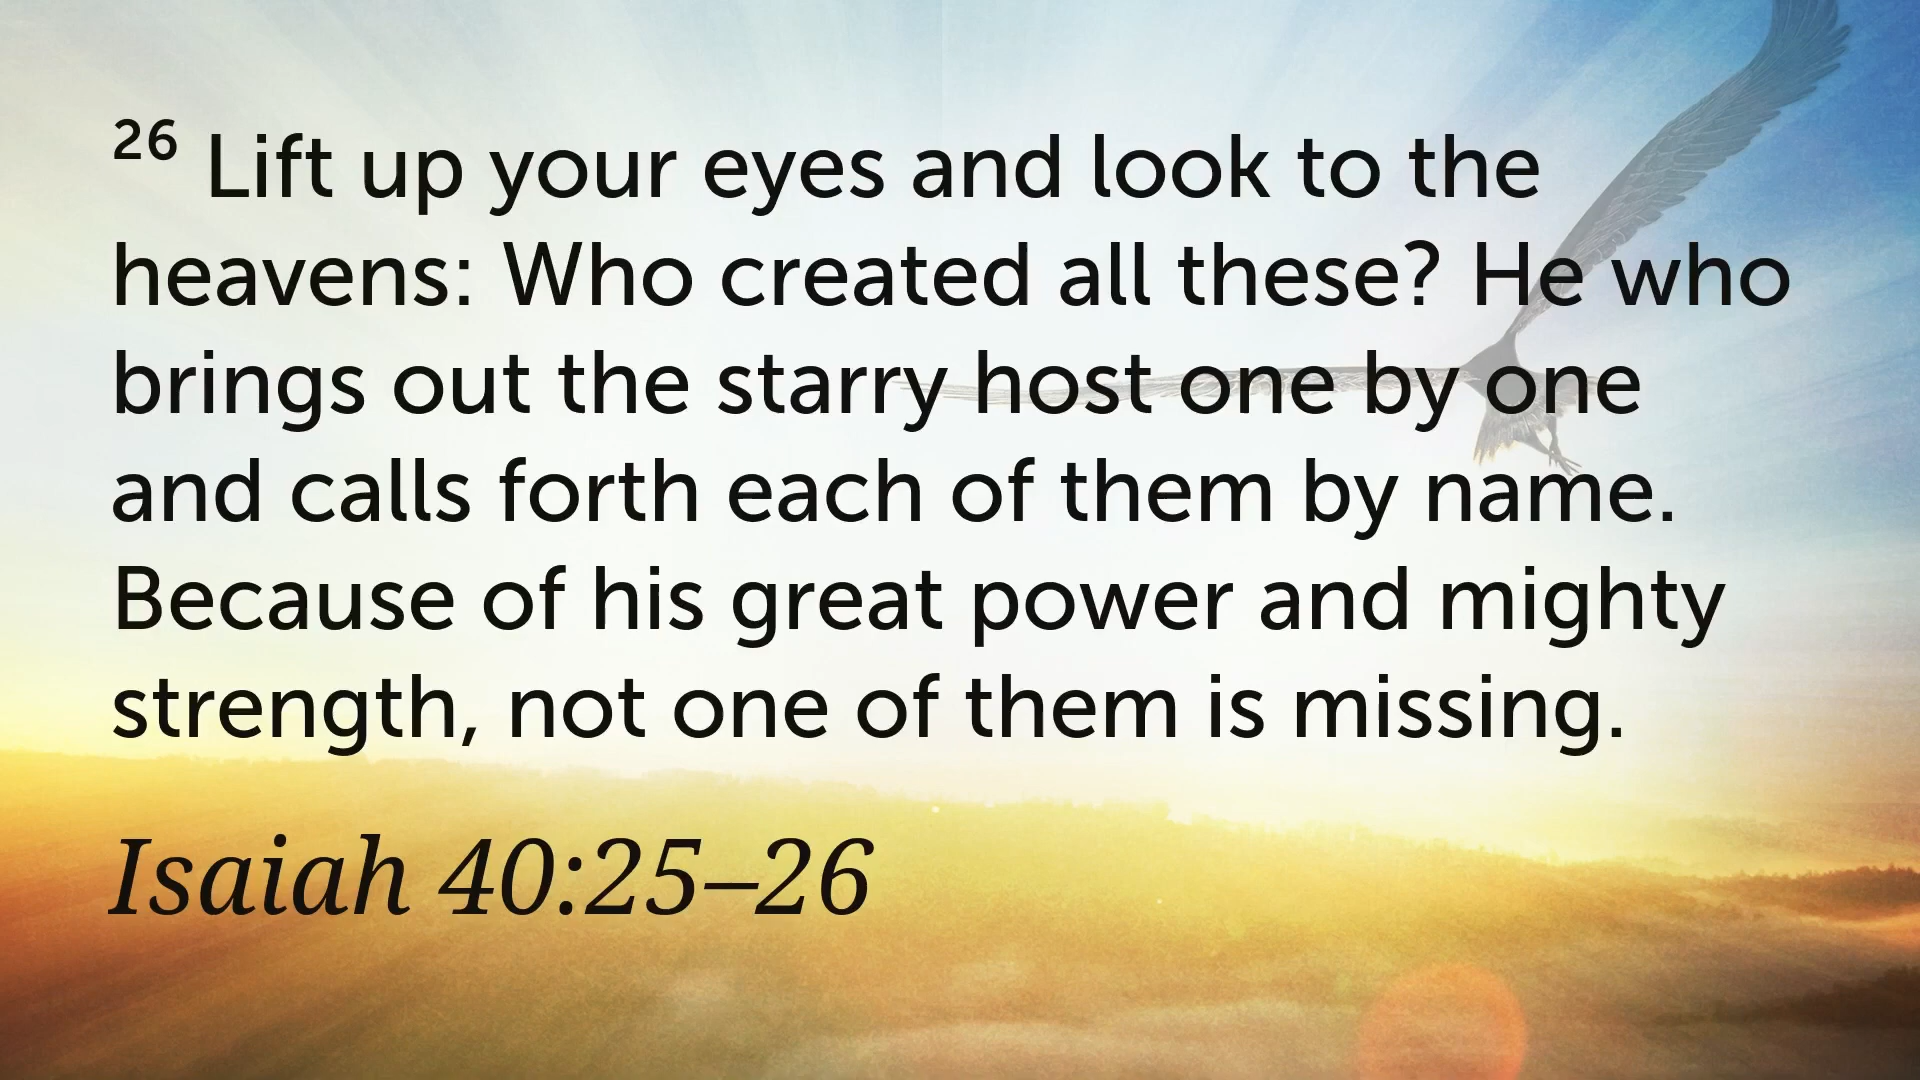 26 Lift up your eyes and look to the
heavens: Who created all these? He who
brings out the starry host one by one
and calls forth each of them by name.
Because of his great power and mighty
strength, not one of them is missing.
Isaiah 40:25–26